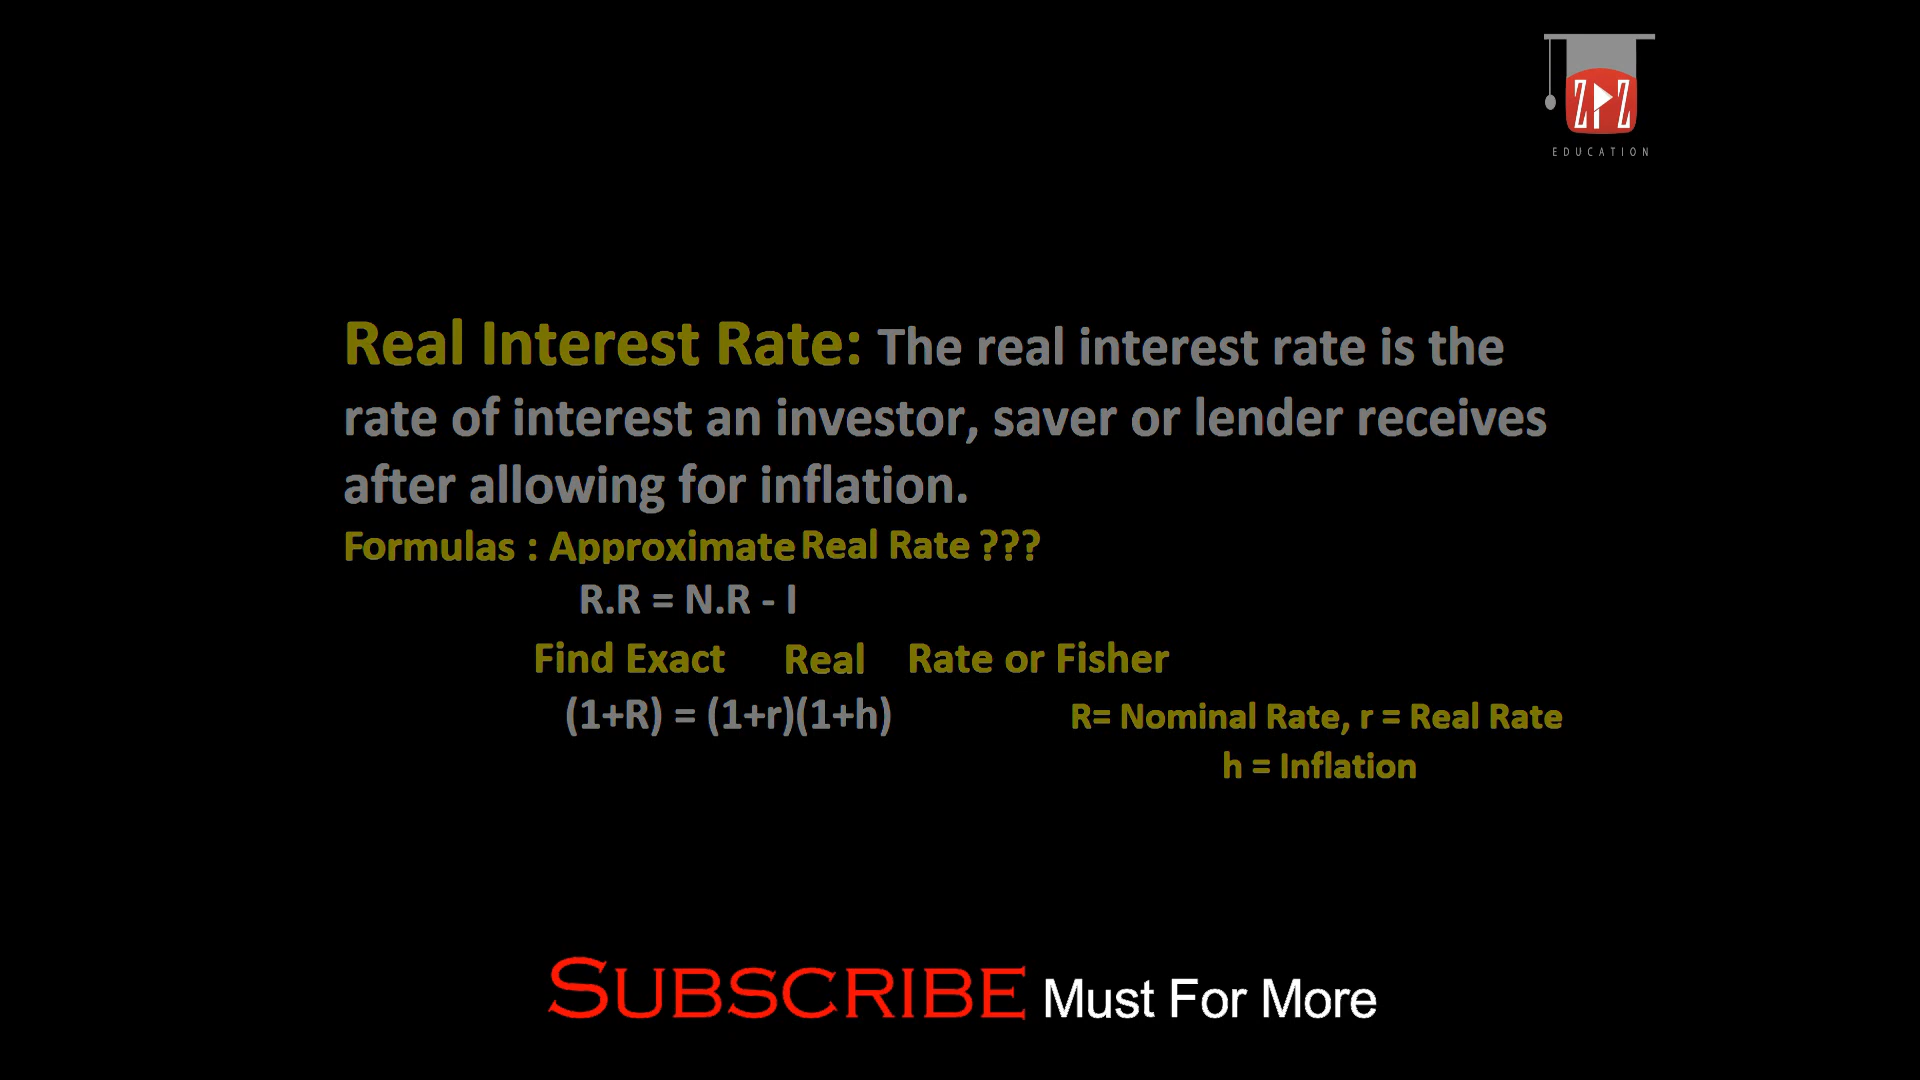 ZPZ
EDUCATION
Real Interest Rate: The real interest rate is the
rate of interest an investor, saver or lender receives
after allowing for inflation.
Formulas : Approximate Real Rate ???
R.R = N.R - I
Find Exact Real Rate or Fisher
(1+R) = (1+r)(1+h)
R= Nominal Rate, r = Real Rate
h = Inflation
SUBSCRIBE Must For More